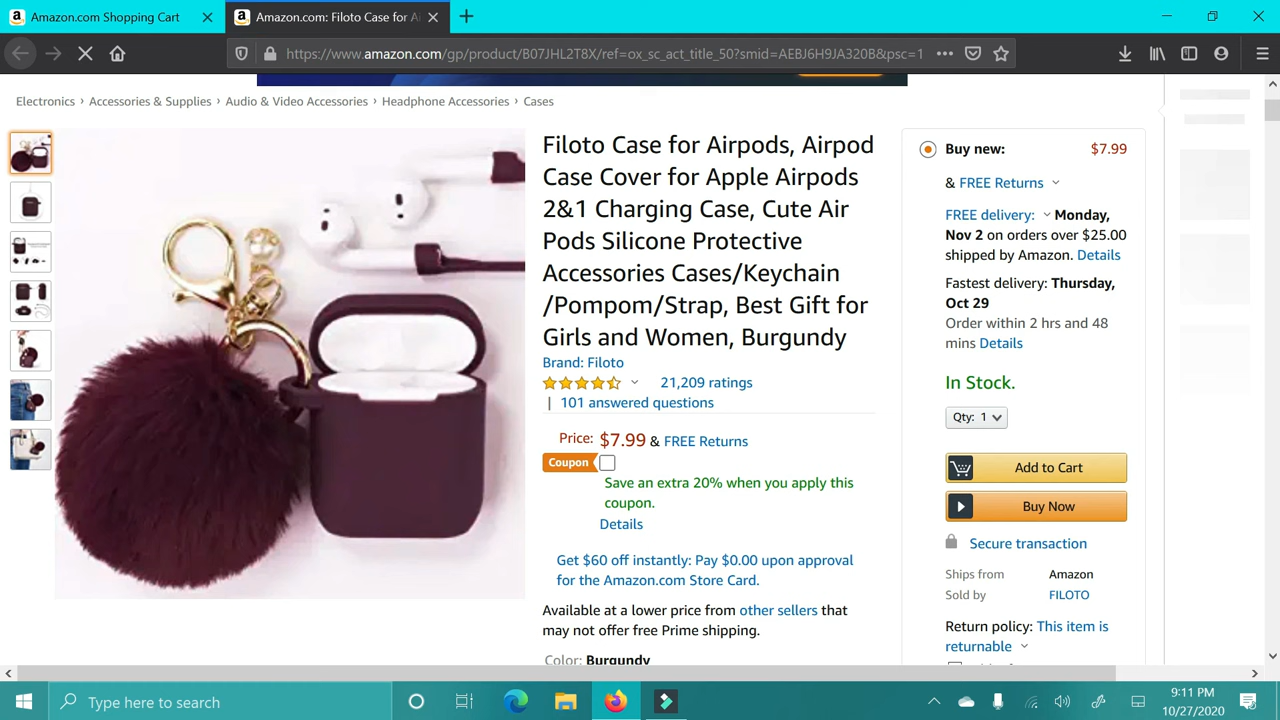 Amazon.com Shopping Cart
Amazon.com: Filoto Case for Ai
https://www.amazon.com/gp/product/B07JHL2T8X/ref=ox_sc_act_title_50?smid=AEBJ6H9JA320B&psc=1
Electronics › Accessories & Supplies › Audio & Video Accessories › Headphone Accessories › Cases
Filoto Case for Airpods, Airpod
Case Cover for Apple Airpods
2&1 Charging Case, Cute Air
Pods Silicone Protective
Accessories Cases/Keychain
/Pompom/Strap, Best Gift for
Girls and Women, Burgundy
Brand: Filoto
21,209 ratings
| 101 answered questions
Price: $7.99 & FREE Returns
Coupon
Save an extra 20% when you apply this
coupon.
Details
Get $60 off instantly: Pay $0.00 upon approval
for the Amazon.com Store Card.
Available at a lower price from other sellers that
may not offer free Prime shipping.
Color: Burgundy
Buy new: $7.99
& FREE Returns
FREE delivery: Monday,
Nov 2 on orders over $25.00
shipped by Amazon. Details
Fastest delivery: Thursday,
Oct 29
Order within 2 hrs and 48
mins Details
In Stock.
Qty: 1
Add to Cart
Buy Now
Secure transaction
Ships from Amazon
Sold by FILOTO
Return policy: This item is
returnable
Type here to search
9:11 PM
10/27/2020